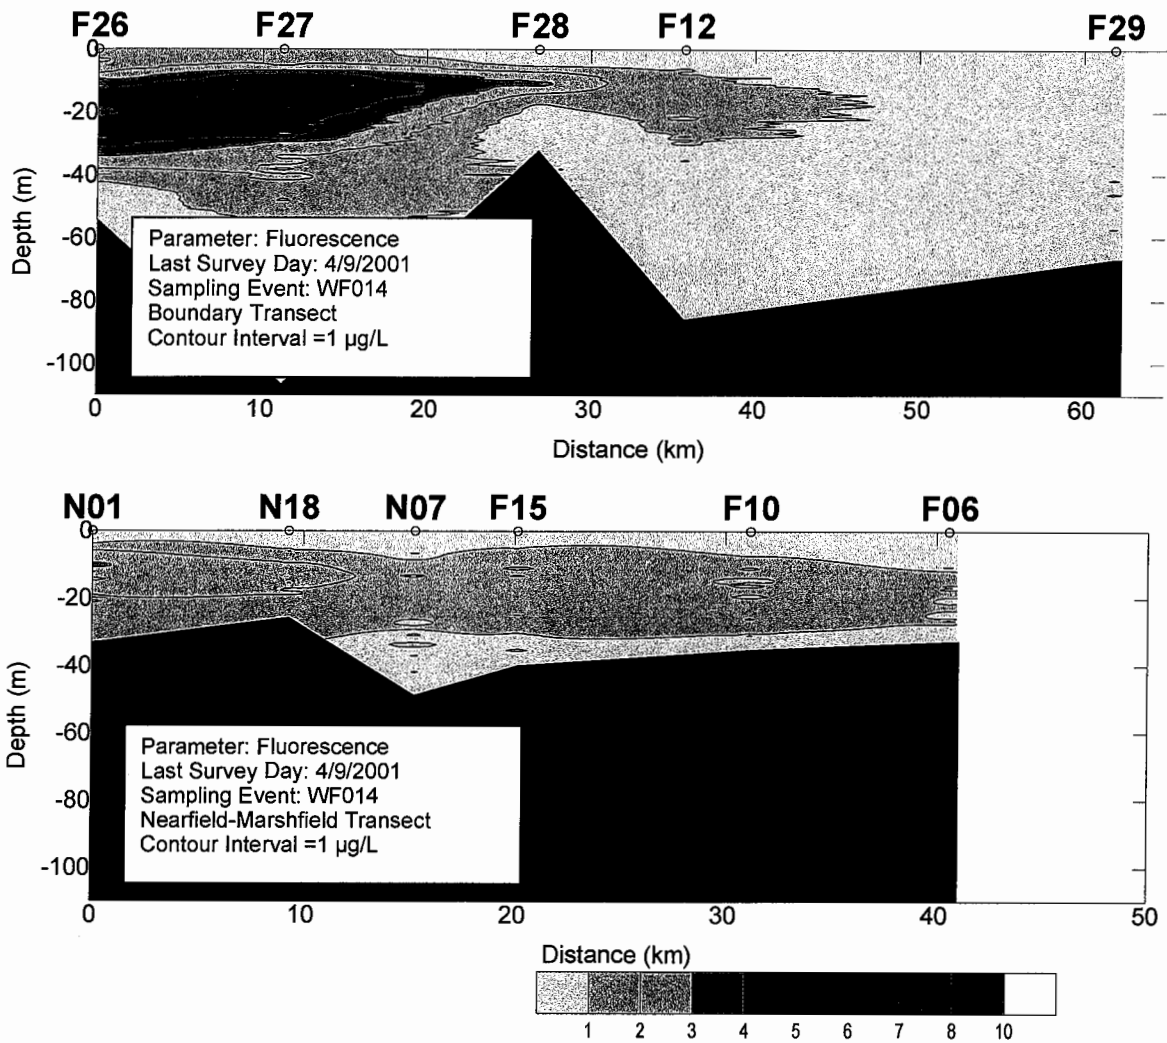 F26 F27 F28 F12 F29
0
-20
-40
-60
-80
-100
Depth (m)
Parameter: Fluorescence
Last Survey Day: 4/9/2001
Sampling Event: WF014
Boundary Transect
Contour Interval =1 µg/L
0 10 20 30 40 50 60
Distance (km)
N01 N18 N07 F15 F10 F06
0
-20
-40
-60
-80
-100
Depth (m)
Parameter: Fluorescence
Last Survey Day: 4/9/2001
Sampling Event: WF014
Nearfield-Marshfield Transect
Contour Interval =1 µg/L
0 10 20 30 40 50
Distance (km)
1 2 3 4 5 6 7 8 10